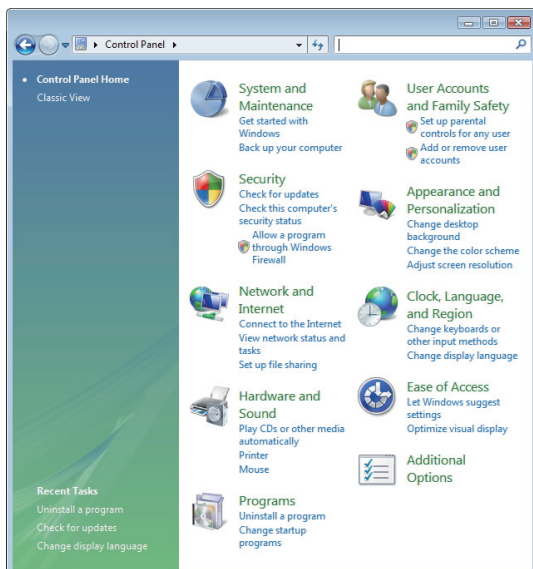 Control Panel
Control Panel Home
Classic View
System and
Maintenance
Get started with
Windows
Back up your computer
Security
Check for updates
Check this computer's
security status
Allow a program
through Windows
Firewall
Network and
Internet
Connect to the Internet
View network status and
tasks
Set up file sharing
Hardware and
Sound
Play CDs or other media
automatically
Printer
Mouse
Programs
Uninstall a program
Change startup
programs
User Accounts
and Family Safety
Set up parental
controls for any user
Add or remove user
accounts
Appearance and
Personalization
Change desktop
background
Change the color scheme
Adjust screen resolution
Clock, Language,
and Region
Change keyboards or
other input methods
Change display language
Ease of Access
Let Windows suggest
settings
Optimize visual display
Additional
Options
Recent Tasks
Uninstall a program
Check for updates
Change display language